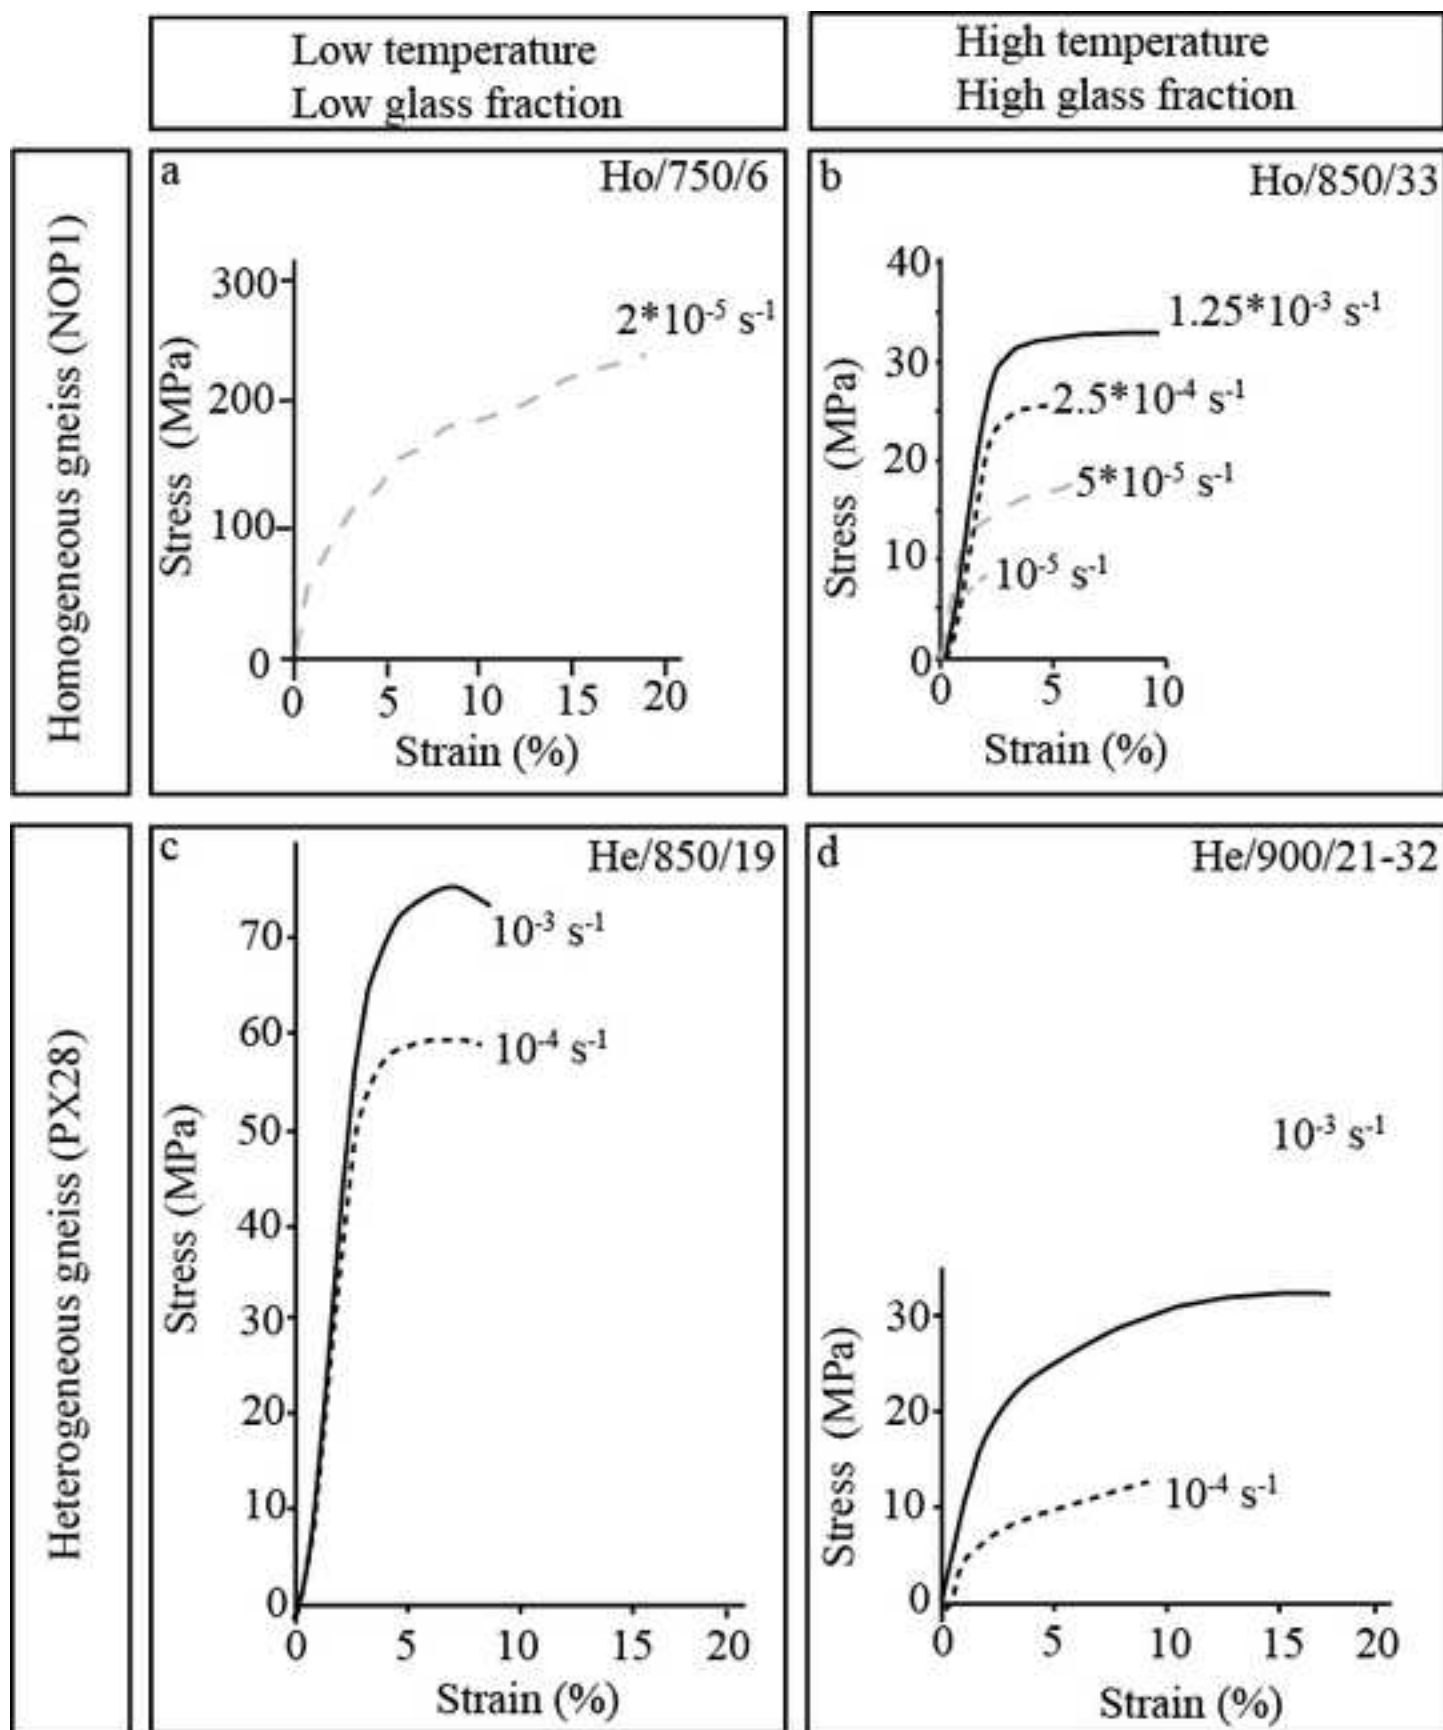 Low temperature
Low glass fraction
High temperature
High glass fraction
Homogeneous gneiss (NOP1)
a
Ho/750/6
300
200
100
0
Stress (MPa)
2*10⁻⁵ s⁻¹
0 5 10 15 20
Strain (%)
b
Ho/850/33
40
30
20
10
0
Stress (MPa)
1.25*10⁻³ s⁻¹
2.5*10⁻⁴ s⁻¹
5*10⁻⁵ s⁻¹
10⁻⁵ s⁻¹
0 5 10
Strain (%)
Heterogeneous gneiss (PX28)
c
He/850/19
70
60
50
40
30
20
10
0
Stress (MPa)
10⁻³ s⁻¹
10⁻⁴ s⁻¹
0 5 10 15 20
Strain (%)
d
He/900/21-32
10⁻³ s⁻¹
30
20
10
0
Stress (MPa)
10⁻⁴ s⁻¹
0 5 10 15 20
Strain (%)